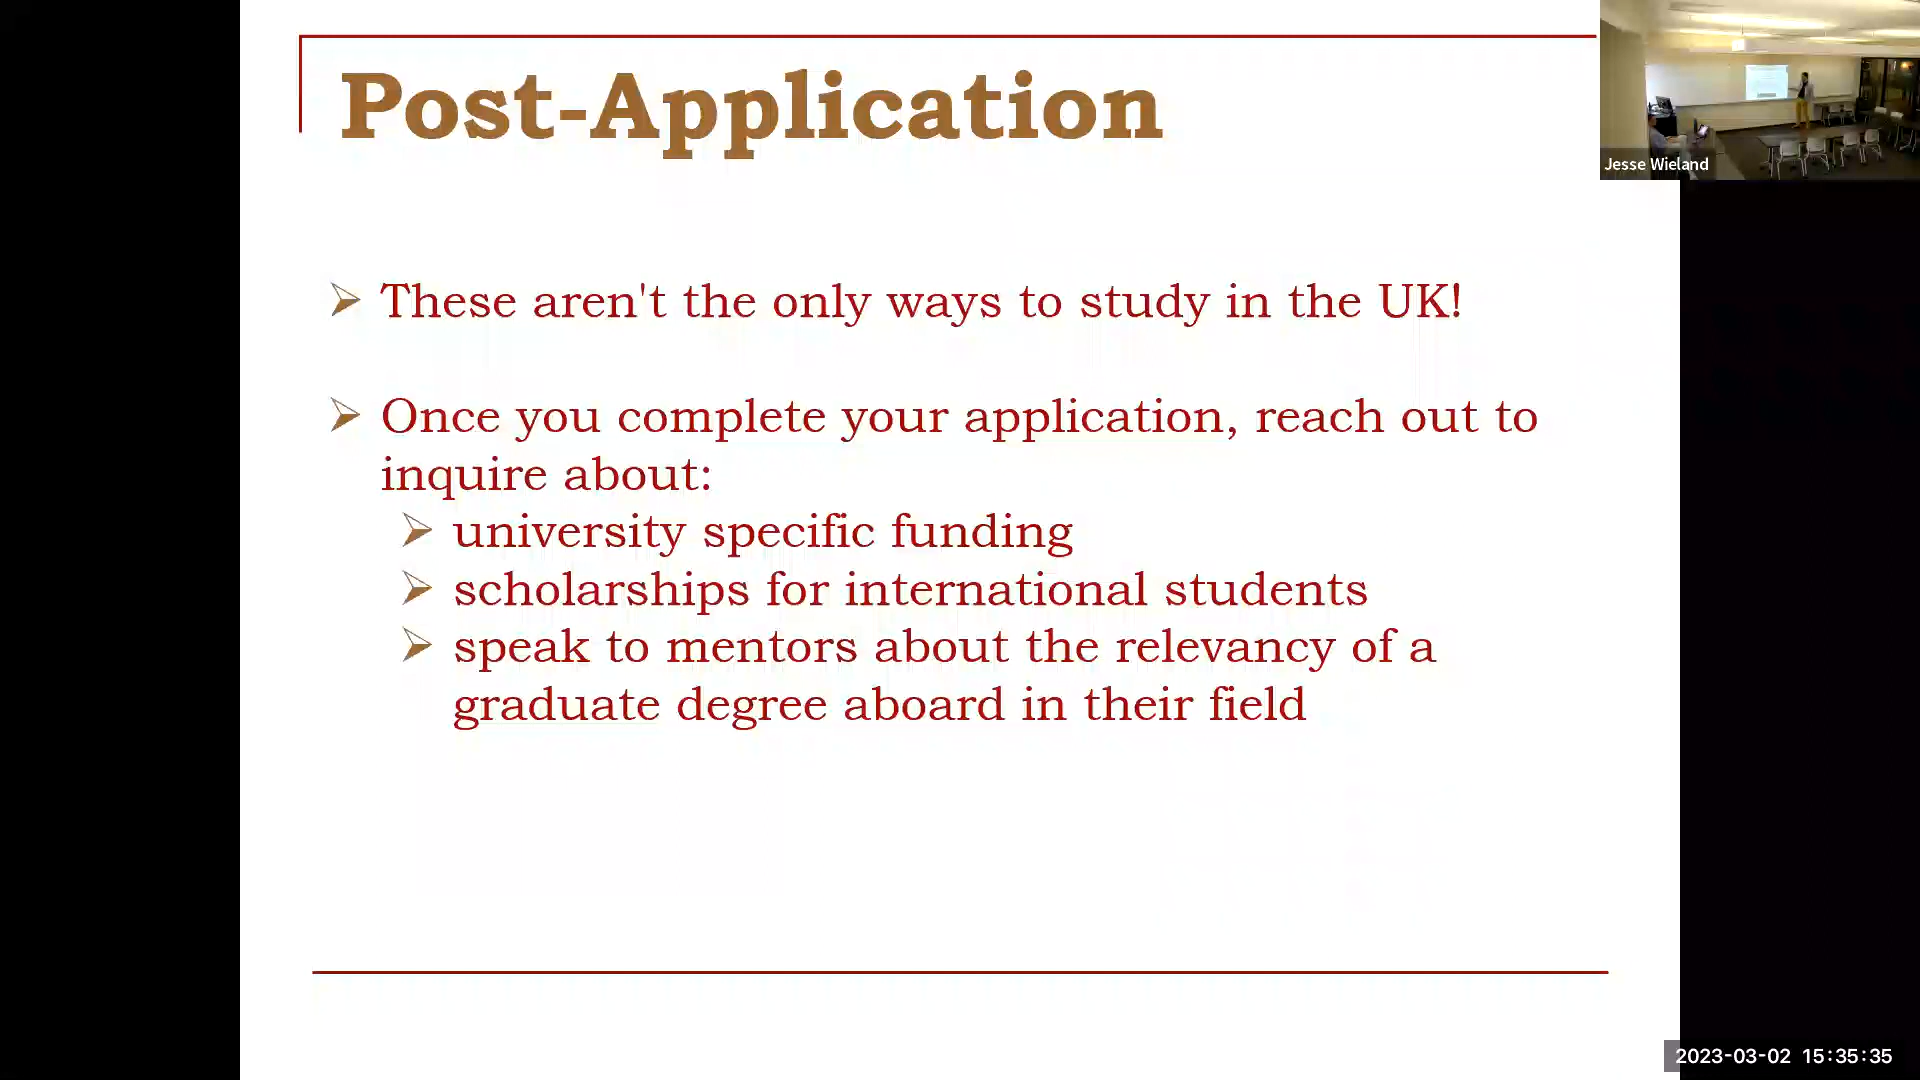 Post-Application
Jesse Wieland
➢ These aren't the only ways to study in the UK!
➢ Once you complete your application, reach out to
inquire about:
➢ university specific funding
➢ scholarships for international students
➢ speak to mentors about the relevancy of a
graduate degree aboard in their field
2023-03-02 15:35:35